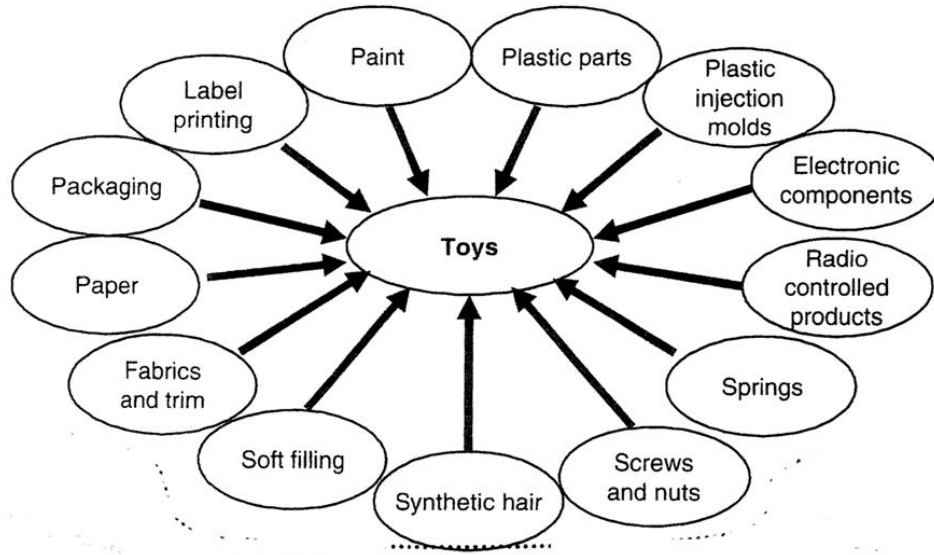 Paint
Plastic parts
Label
printing
Plastic
injection
molds
Packaging
Electronic
components
Toys
Paper
Radio
controlled
products
Fabrics
and trim
Springs
Soft filling
Screws
and nuts
Synthetic hair